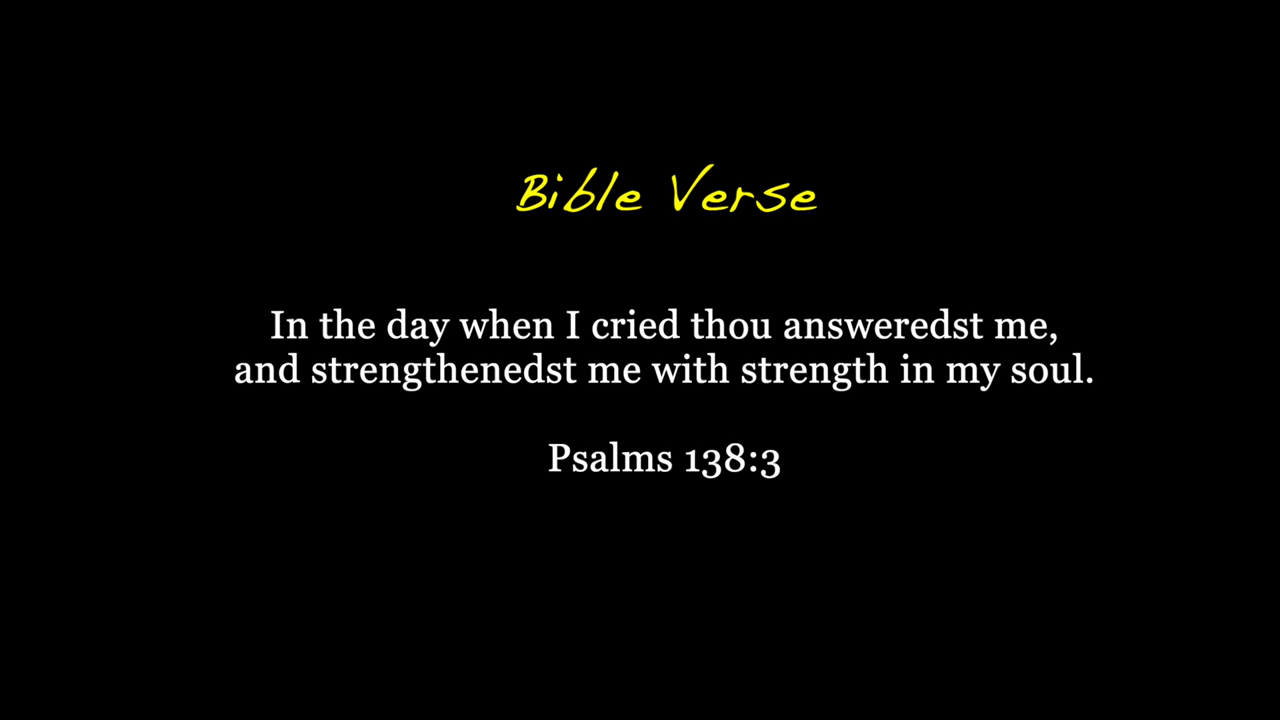 Bible Verse
In the day when I cried thou answeredst me,
and strengthenedst me with strength in my soul.
Psalms 138:3